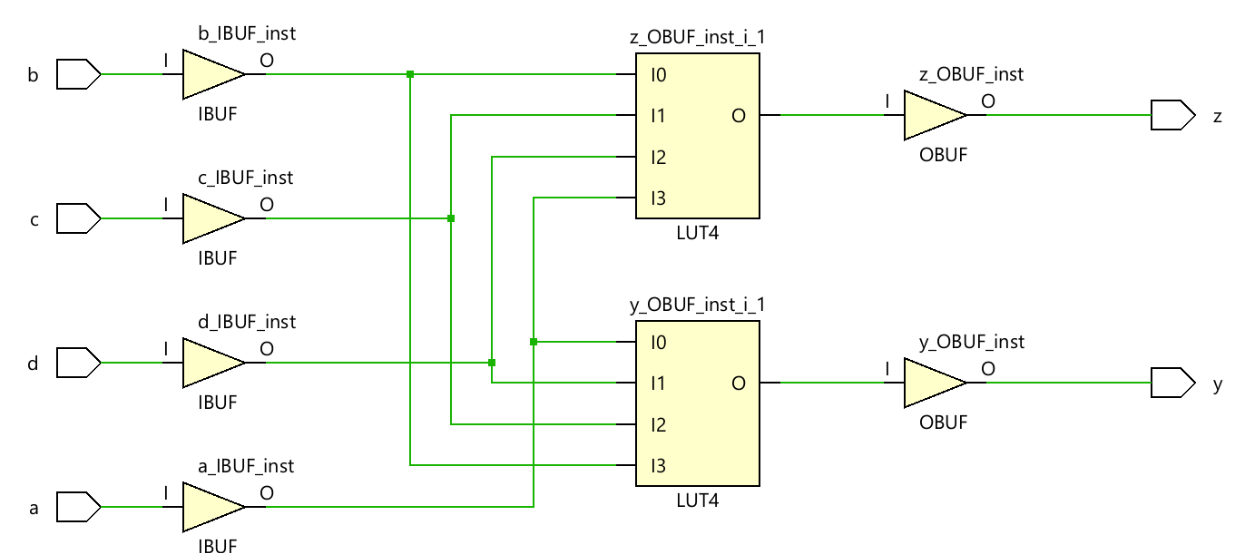 b_IBUF_inst
b
I
O
IBUF
c_IBUF_inst
c
I
O
IBUF
d_IBUF_inst
d
I
O
IBUF
a_IBUF_inst
a
I
O
IBUF
z_OBUF_inst_i_1
I0
I1
O
I2
I3
LUT4
y_OBUF_inst_i_1
I0
I1
O
I2
I3
LUT4
z_OBUF_inst
I
O
z
OBUF
y_OBUF_inst
I
O
y
OBUF